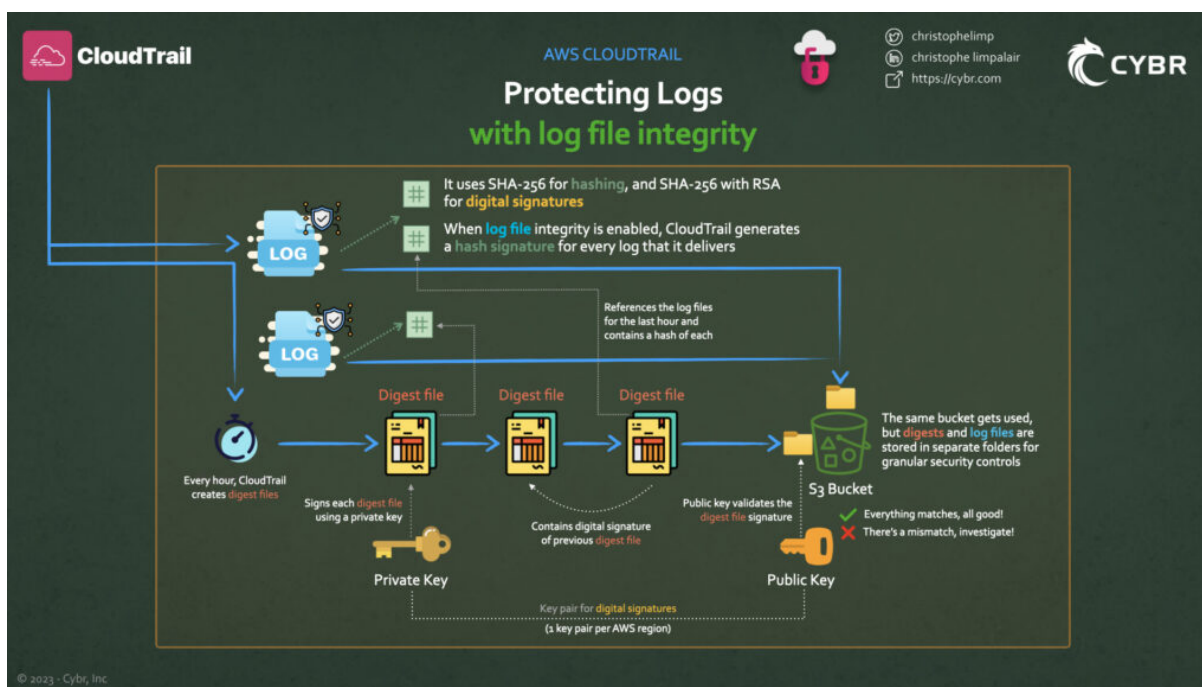 CloudTrail
AWS CLOUDTRAIL
Protecting Logs
with log file integrity
christophelimp
christophe limpalair
https://cybr.com
CYBR
It uses SHA-256 for hashing, and SHA-256 with RSA
for digital signatures
When log file integrity is enabled, CloudTrail generates
a hash signature for every log that it delivers
LOG
References the log files
for the last hour and
contains a hash of each
LOG
Digest file
Digest file
Digest file
The same bucket gets used,
but digests and log files are
stored in separate folders for
granular security controls
Every hour, CloudTrail
creates digest files
Signs each digest file
using a private key
Contains digital signature
of previous digest file
Public key validates the
digest file signature
S3 Bucket
Everything matches, all good!
There's a mismatch, investigate!
Private Key
Public Key
Key pair for digital signatures
(1 key pair per AWS region)
© 2023 - Cybr, Inc